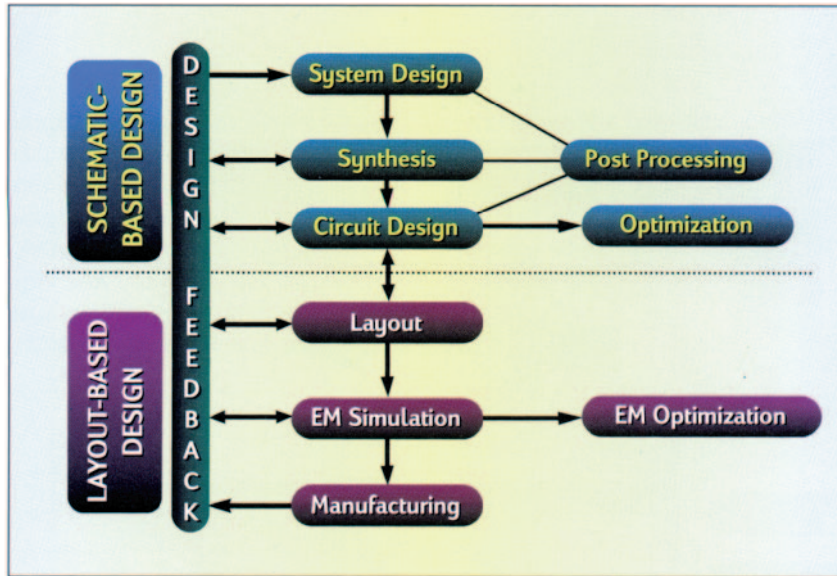 SCHEMATIC-
BASED DESIGN
DESIGN FEEDBACK
System Design
Synthesis
Post Processing
Circuit Design
Optimization
LAYOUT-BASED
DESIGN
Layout
EM Simulation
EM Optimization
Manufacturing